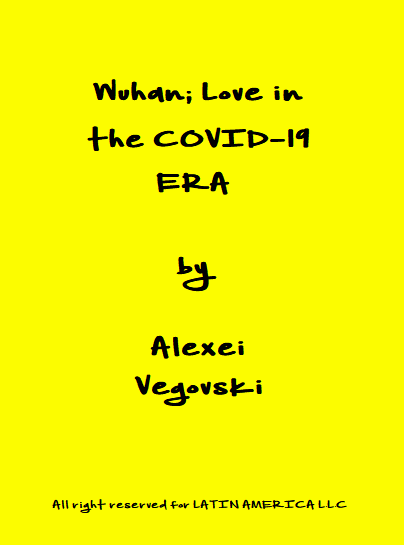 Wuhan; Love in
the COVID-19
ERA
by
Alexei
Vegovski
All right reserved for LATIN AMERICA LLC